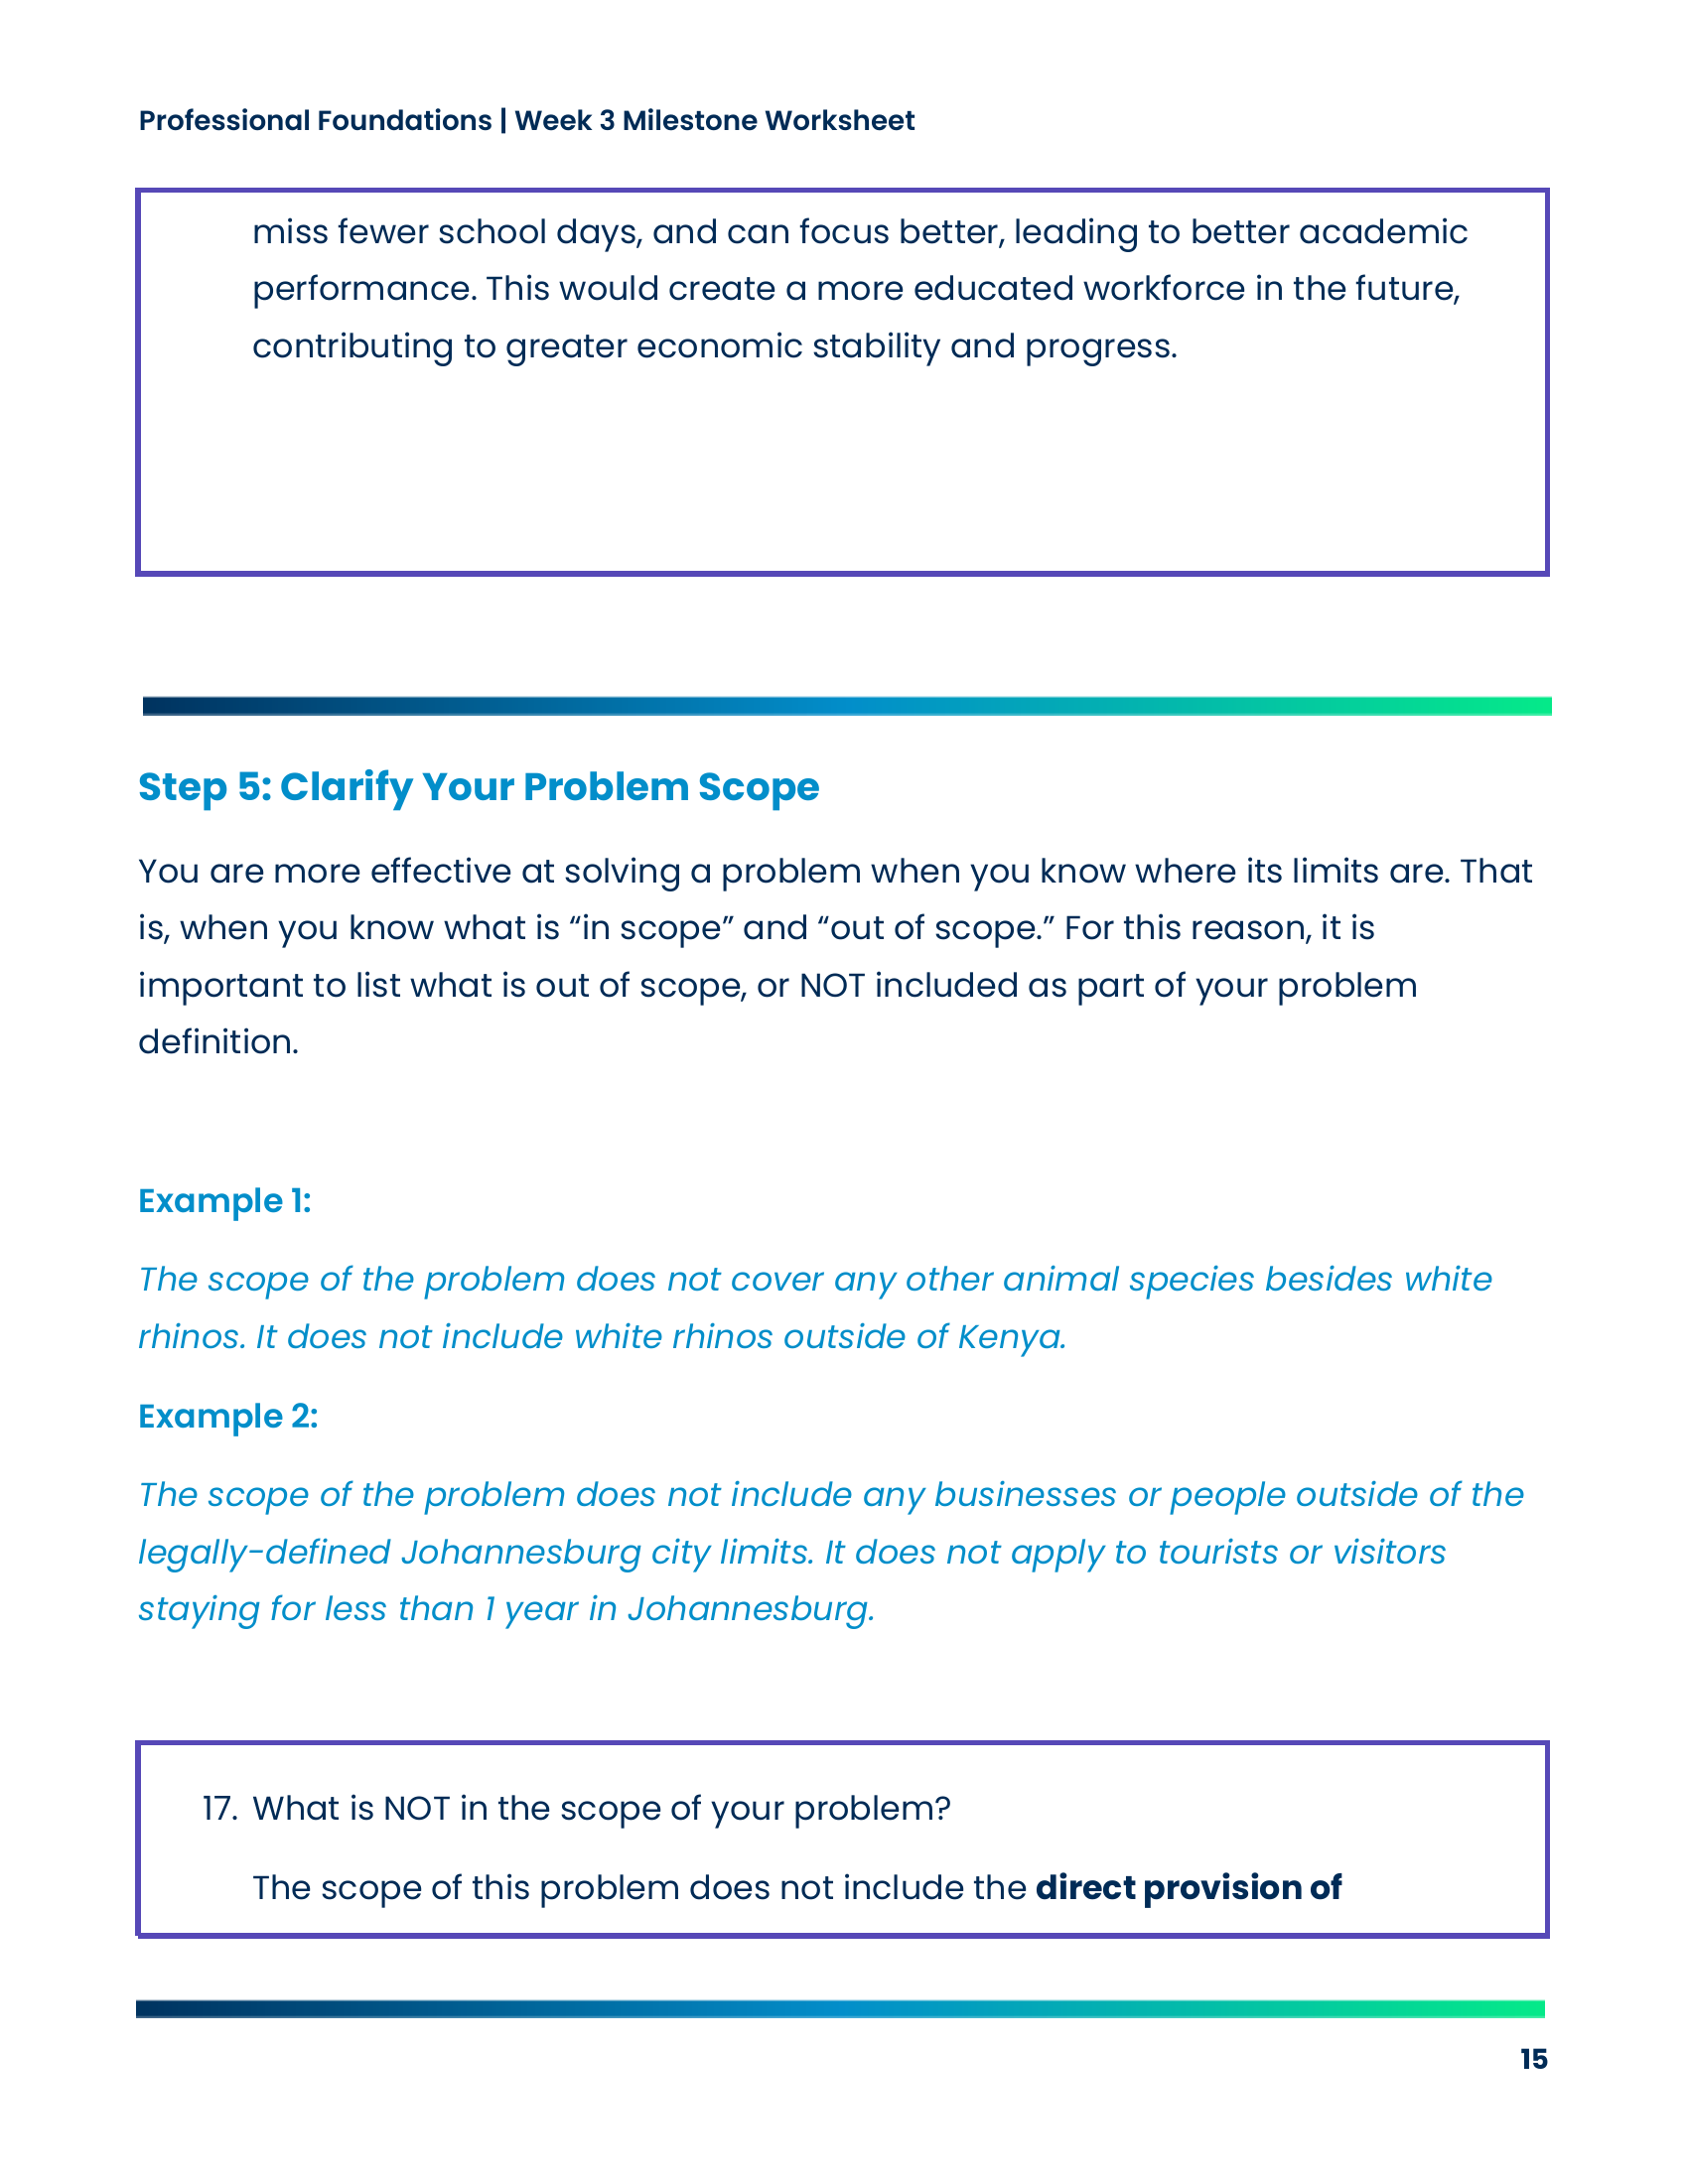 Professional Foundations | Week 3 Milestone Worksheet
miss fewer school days, and can focus better, leading to better academic
performance. This would create a more educated workforce in the future,
contributing to greater economic stability and progress.
Step 5: Clarify Your Problem Scope
You are more effective at solving a problem when you know where its limits are. That
is, when you know what is “in scope” and “out of scope.” For this reason, it is
important to list what is out of scope, or NOT included as part of your problem
definition.
Example 1:
The scope of the problem does not cover any other animal species besides white
rhinos. It does not include white rhinos outside of Kenya.
Example 2:
The scope of the problem does not include any businesses or people outside of the
legally-defined Johannesburg city limits. It does not apply to tourists or visitors
staying for less than 1 year in Johannesburg.
17. What is NOT in the scope of your problem?
The scope of this problem does not include the direct provision of
15